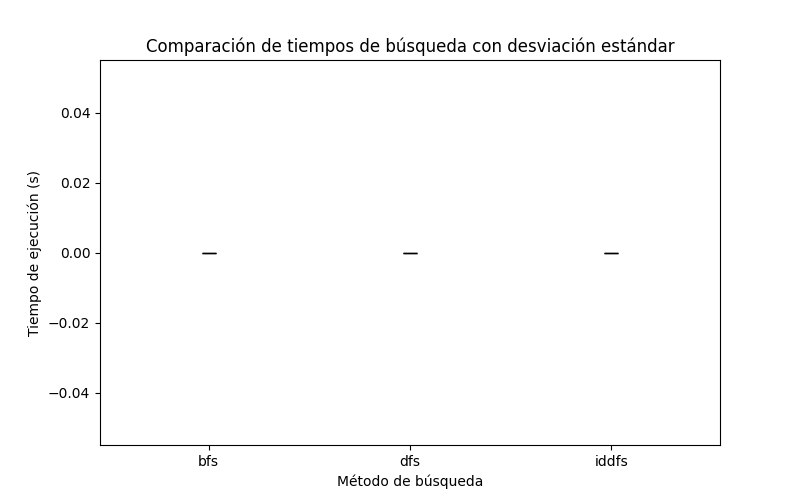 Comparación de tiempos de búsqueda con desviación estándar
Tiempo de ejecución (s)
0.04
0.02
0.00
−0.02
−0.04
bfs dfs iddfs
Método de búsqueda